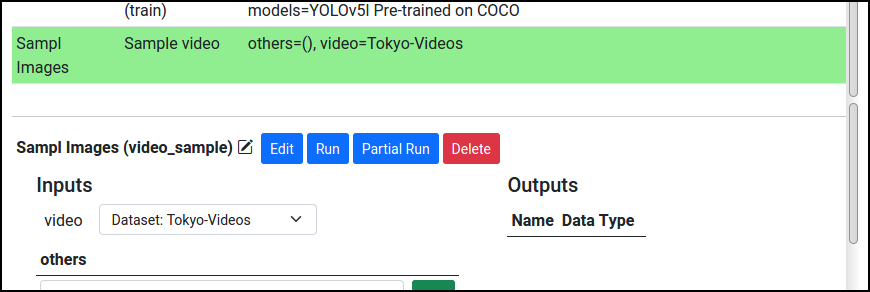 (train) models=YOLOv5l Pre-trained on COCO
Sampl Sample video others=(), video=Tokyo-Videos
Images
Sampl Images (video_sample) Edit Run Partial Run Delete
Inputs Outputs
video Dataset: Tokyo-Videos Name Data Type
others